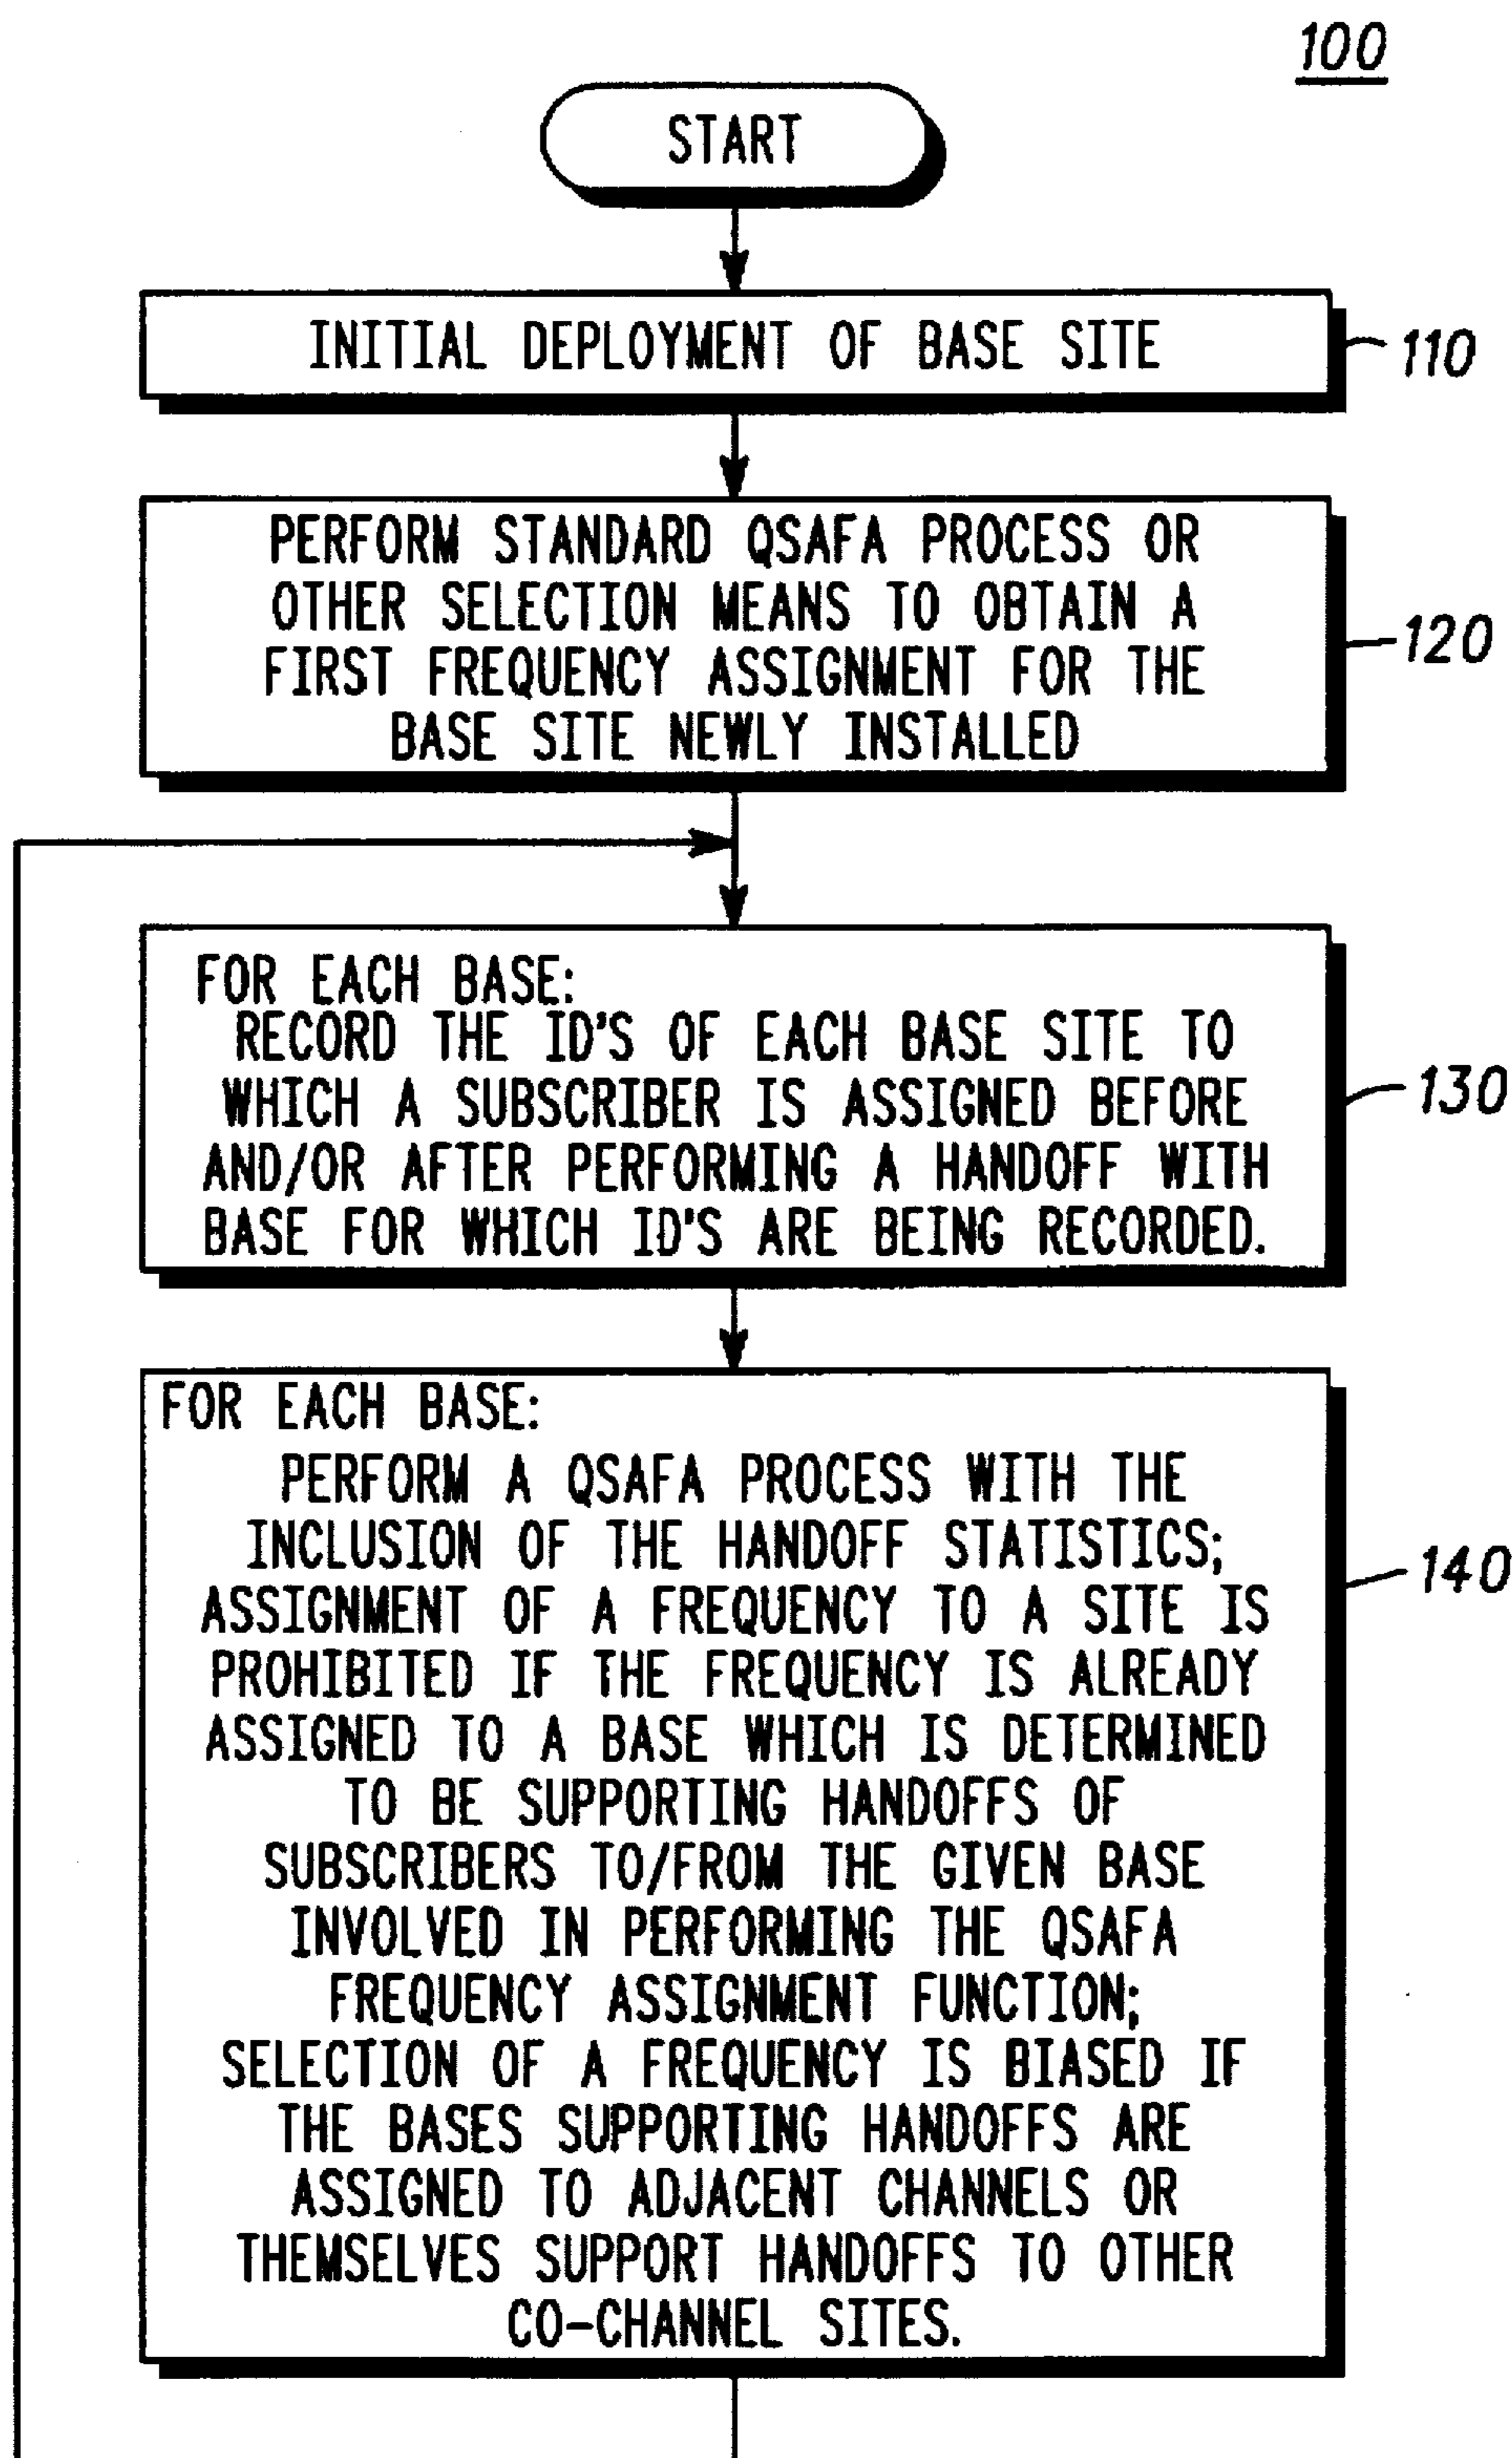 100
START
INITIAL DEPLOYMENT OF BASE SITE
110
PERFORM STANDARD QSAFA PROCESS OR
OTHER SELECTION MEANS TO OBTAIN A
FIRST FREQUENCY ASSIGNMENT FOR THE
BASE SITE NEWLY INSTALLED
120
FOR EACH BASE:
RECORD THE ID'S OF EACH BASE SITE TO
WHICH A SUBSCRIBER IS ASSIGNED BEFORE
AND/OR AFTER PERFORMING A HANDOFF WITH
BASE FOR WHICH ID'S ARE BEING RECORDED.
130
FOR EACH BASE:
PERFORM A QSAFA PROCESS WITH THE
INCLUSION OF THE HANDOFF STATISTICS;
ASSIGNMENT OF A FREQUENCY TO A SITE IS
PROHIBITED IF THE FREQUENCY IS ALREADY
ASSIGNED TO A BASE WHICH IS DETERMINED
TO BE SUPPORTING HANDOFFS OF
SUBSCRIBERS TO/FROM THE GIVEN BASE
INVOLVED IN PERFORMING THE QSAFA
FREQUENCY ASSIGNMENT FUNCTION;
SELECTION OF A FREQUENCY IS BIASED IF
THE BASES SUPPORTING HANDOFFS ARE
ASSIGNED TO ADJACENT CHANNELS OR
THEMSELVES SUPPORT HANDOFFS TO OTHER
CO-CHANNEL SITES.
140